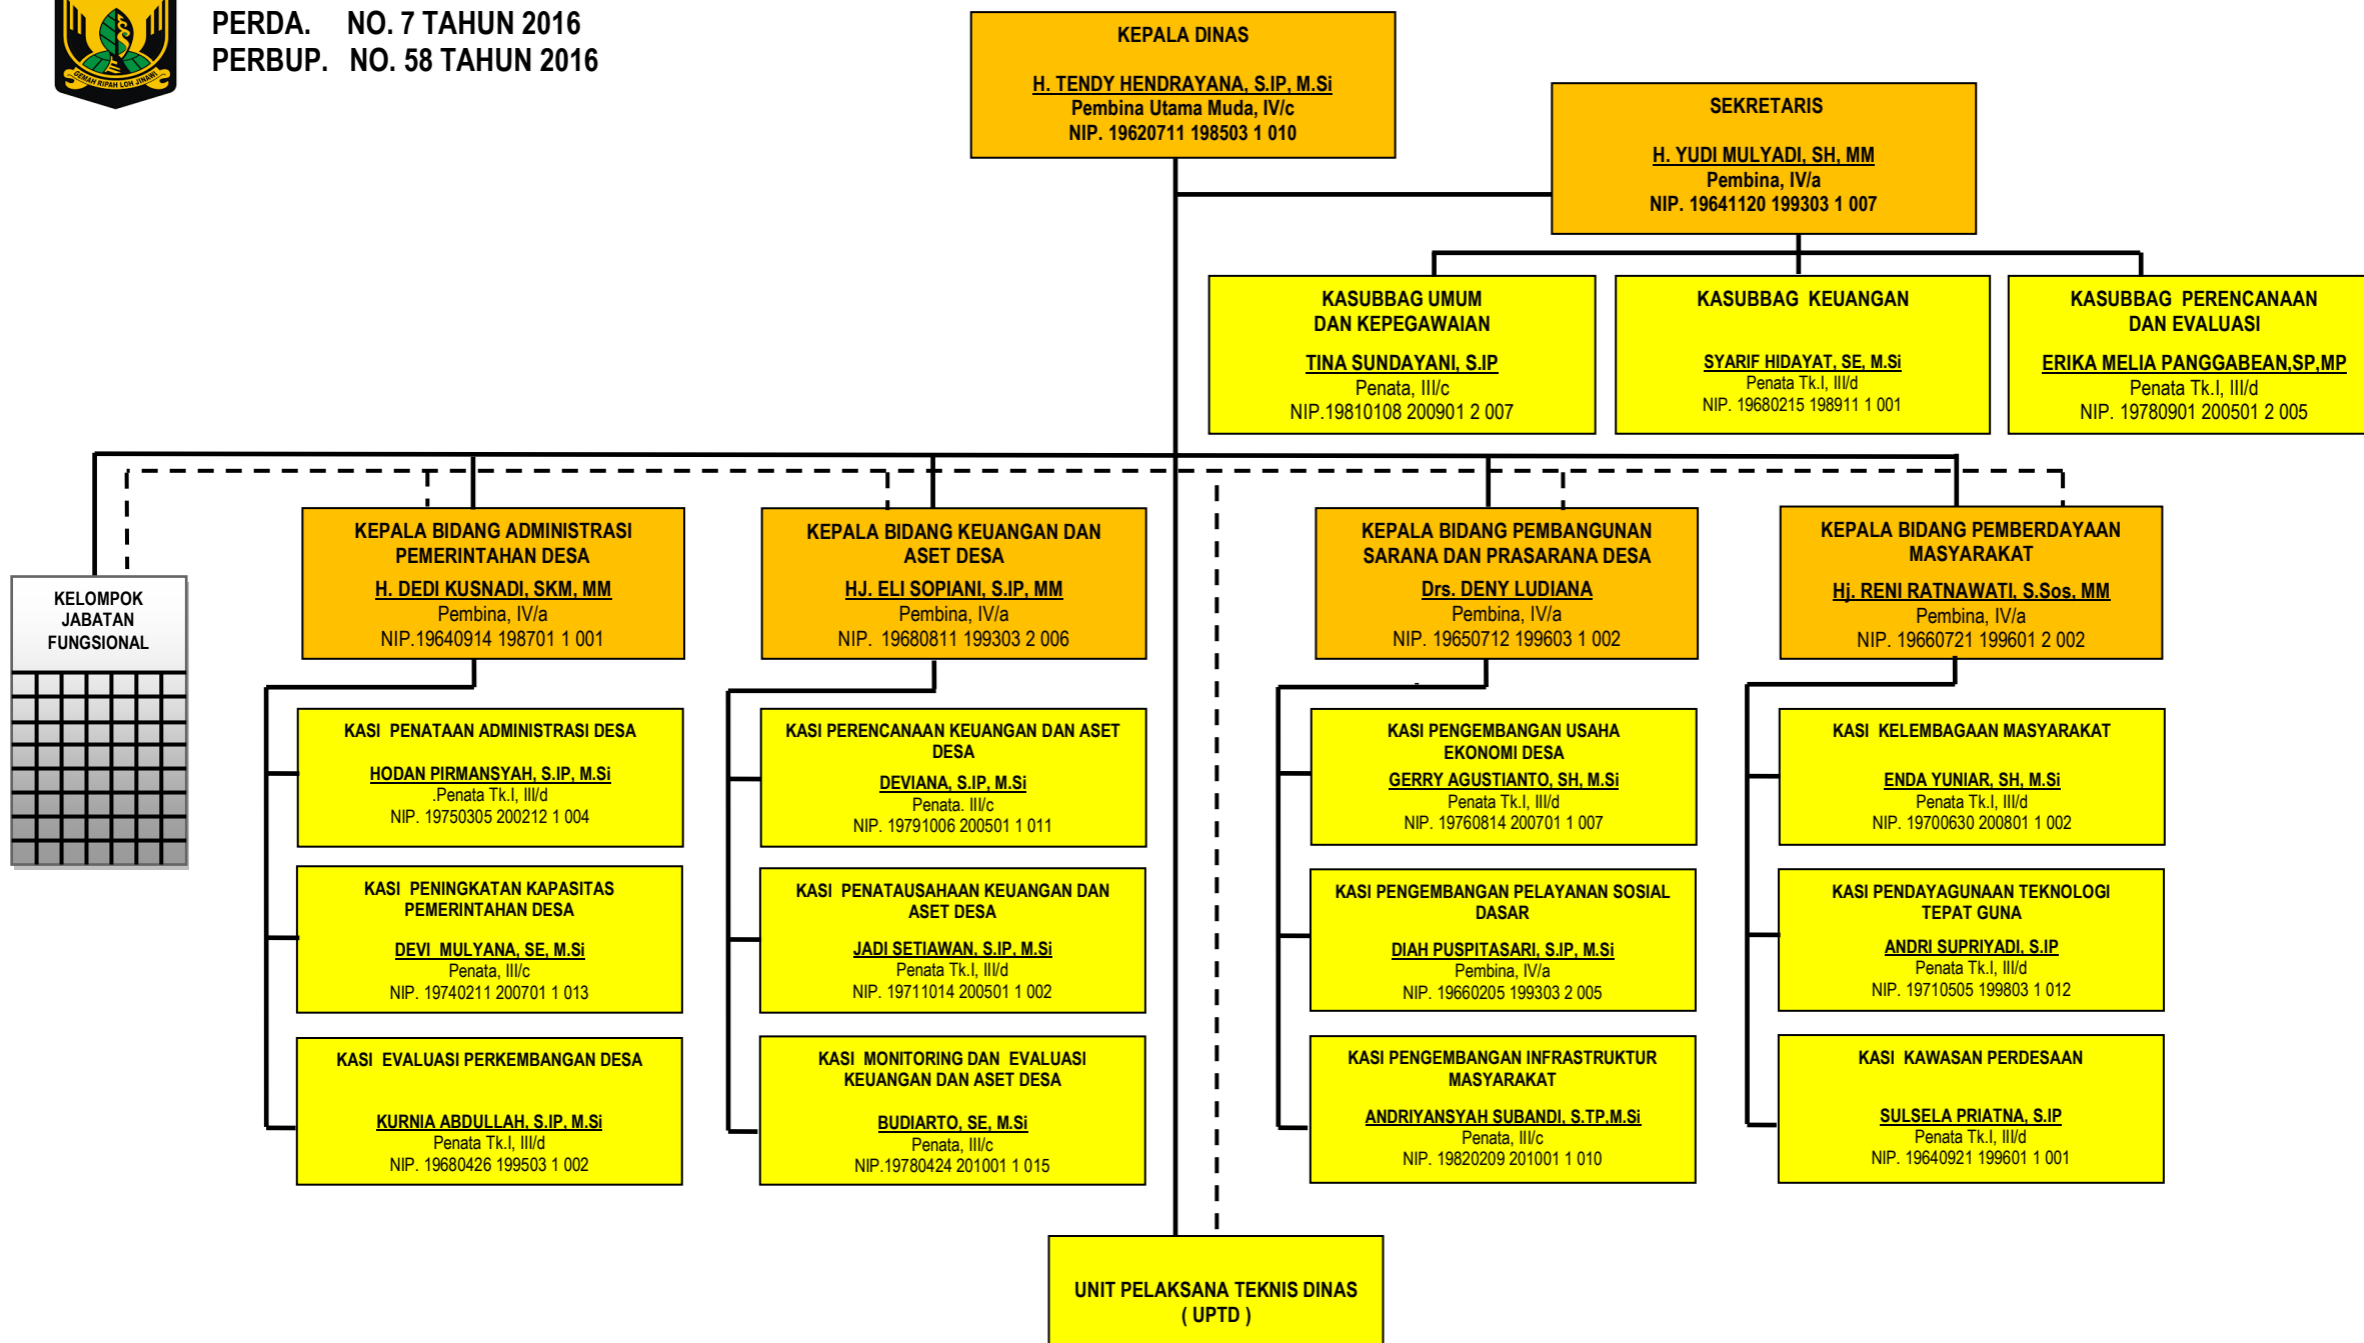 GEMAH RIPAH LOH JINAWI
PERDA. NO. 7 TAHUN 2016
PERBUP. NO. 58 TAHUN 2016
KEPALA DINAS
H. TENDY HENDRAYANA, S.IP, M.Si
Pembina Utama Muda, IV/c
NIP. 19620711 198503 1 010
SEKRETARIS
H. YUDI MULYADI, SH, MM
Pembina, IV/a
NIP. 19641120 199303 1 007
KASUBBAG UMUM
DAN KEPEGAWAIAN
TINA SUNDAYANI, S.IP
Penata, III/c
NIP.19810108 200901 2 007
KASUBBAG KEUANGAN
SYARIF HIDAYAT, SE, M.Si
Penata Tk.I, III/d
NIP. 19680215 198911 1 001
KASUBBAG PERENCANAAN
DAN EVALUASI
ERIKA MELIA PANGGABEAN,SP,MP
Penata Tk.I, III/d
NIP. 19780901 200501 2 005
KELOMPOK
JABATAN
FUNGSIONAL
KEPALA BIDANG ADMINISTRASI
PEMERINTAHAN DESA
H. DEDI KUSNADI, SKM, MM
Pembina, IV/a
NIP.19640914 198701 1 001
KEPALA BIDANG KEUANGAN DAN
ASET DESA
HJ. ELI SOPIANI, S.IP, MM
Pembina, IV/a
NIP. 19680811 199303 2 006
KEPALA BIDANG PEMBANGUNAN
SARANA DAN PRASARANA DESA
Drs. DENY LUDIANA
Pembina, IV/a
NIP. 19650712 199603 1 002
KEPALA BIDANG PEMBERDAYAAN
MASYARAKAT
Hj. RENI RATNAWATI, S.Sos, MM
Pembina, IV/a
NIP. 19660721 199601 2 002
KASI PENATAAN ADMINISTRASI DESA
HODAN PIRMANSYAH, S.IP, M.Si
.Penata Tk.I, III/d
NIP. 19750305 200212 1 004
KASI PERENCANAAN KEUANGAN DAN ASET
DESA
DEVIANA, S.IP, M.Si
Penata. III/c
NIP. 19791006 200501 1 011
KASI PENGEMBANGAN USAHA
EKONOMI DESA
GERRY AGUSTIANTO, SH, M.Si
Penata Tk.I, III/d
NIP. 19760814 200701 1 007
KASI KELEMBAGAAN MASYARAKAT
ENDA YUNIAR, SH, M.Si
Penata Tk.I, III/d
NIP. 19700630 200801 1 002
KASI PENINGKATAN KAPASITAS
PEMERINTAHAN DESA
DEVI MULYANA, SE, M.Si
Penata, III/c
NIP. 19740211 200701 1 013
KASI PENATAUSAHAAN KEUANGAN DAN
ASET DESA
JADI SETIAWAN, S.IP, M.Si
Penata Tk.I, III/d
NIP. 19711014 200501 1 002
KASI PENGEMBANGAN PELAYANAN SOSIAL
DASAR
DIAH PUSPITASARI, S.IP, M.Si
Pembina, IV/a
NIP. 19660205 199303 2 005
KASI PENDAYAGUNAAN TEKNOLOGI
TEPAT GUNA
ANDRI SUPRIYADI, S.IP
Penata Tk.I, III/d
NIP. 19710505 199803 1 012
KASI EVALUASI PERKEMBANGAN DESA
KURNIA ABDULLAH, S.IP, M.Si
Penata Tk.I, III/d
NIP. 19680426 199503 1 002
KASI MONITORING DAN EVALUASI
KEUANGAN DAN ASET DESA
BUDIARTO, SE, M.Si
Penata, III/c
NIP.19780424 201001 1 015
KASI PENGEMBANGAN INFRASTRUKTUR
MASYARAKAT
ANDRIYANSYAH SUBANDI, S.TP,M.Si
Penata, III/c
NIP. 19820209 201001 1 010
KASI KAWASAN PERDESAAN
SULSELA PRIATNA, S.IP
Penata Tk.I, III/d
NIP. 19640921 199601 1 001
UNIT PELAKSANA TEKNIS DINAS
( UPTD )